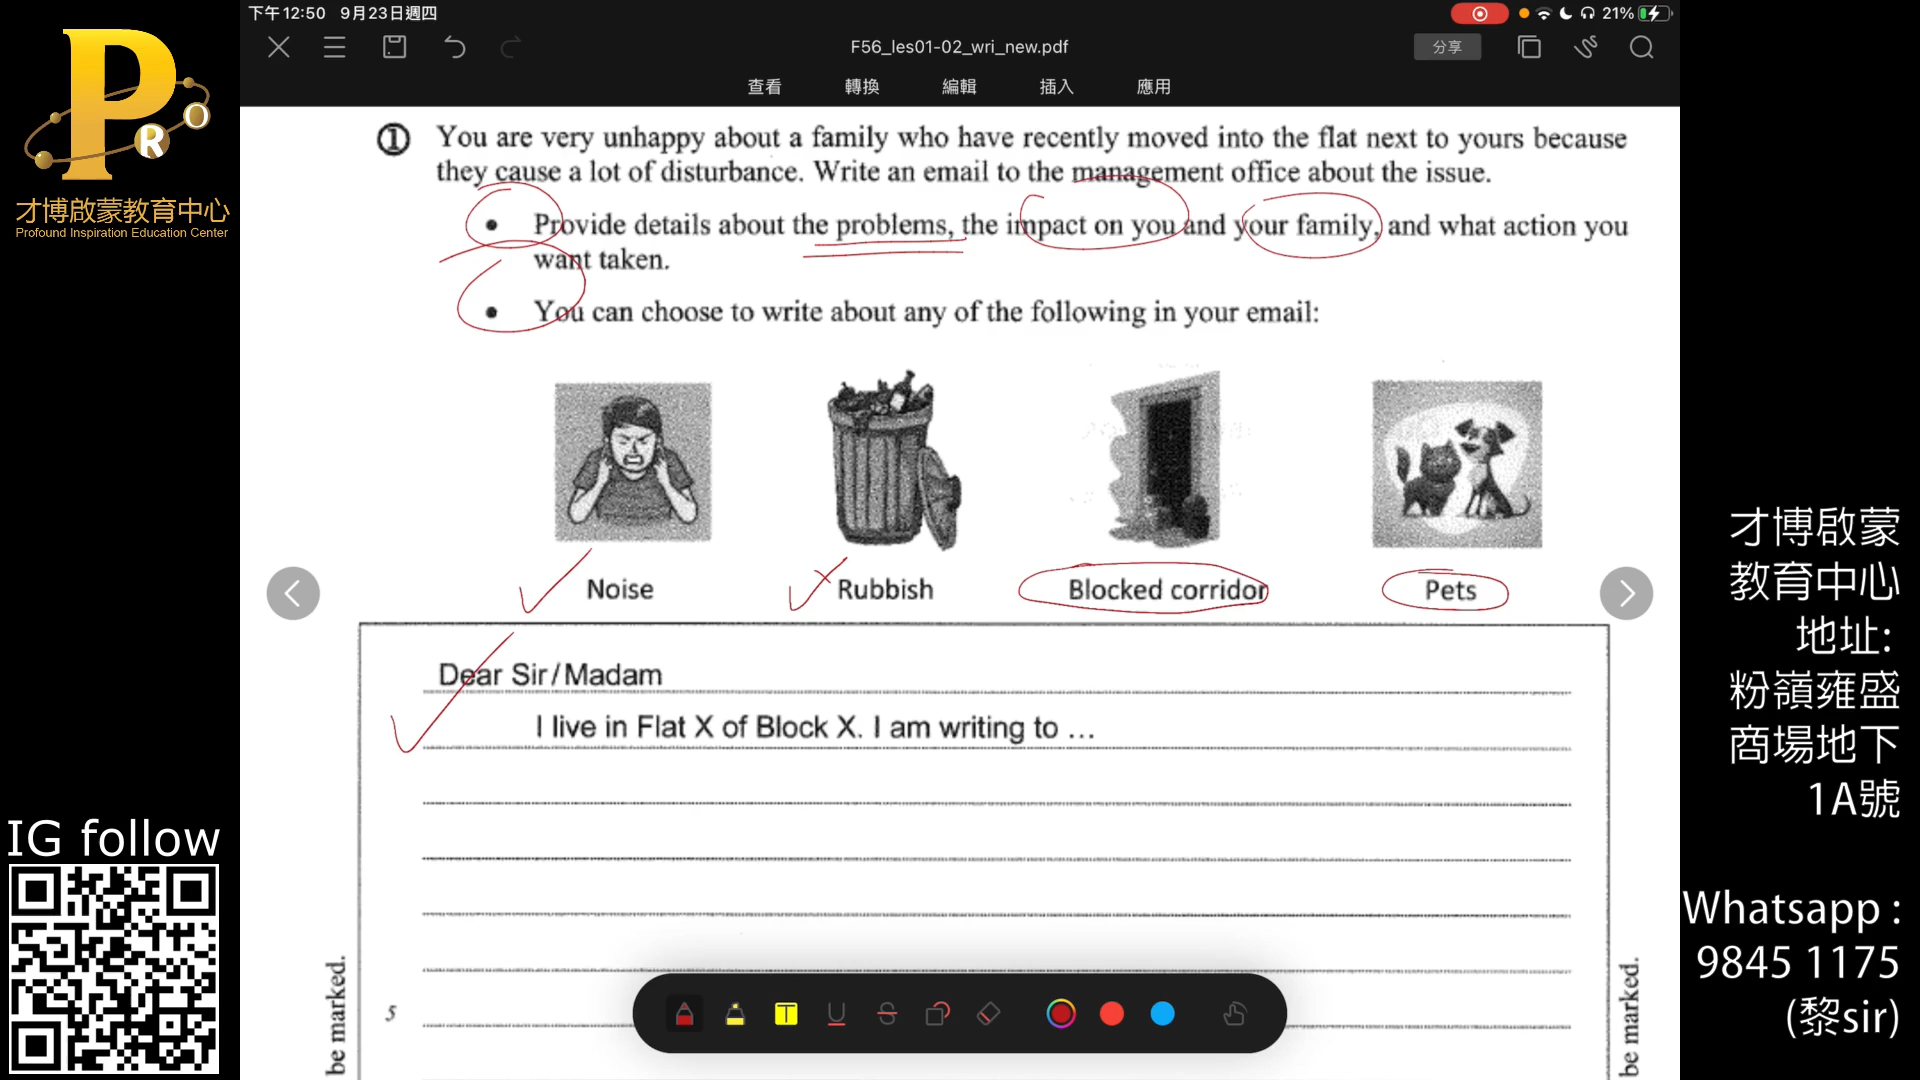 下午12:50 9月23日週四
21%
F56_les01-02_wri_new.pdf
分享
查看 轉換 編輯 插入 應用
P R O
才博啟蒙教育中心
Profound Inspiration Education Center
① You are very unhappy about a family who have recently moved into the flat next to yours because
they cause a lot of disturbance. Write an email to the management office about the issue.
• Provide details about the problems, the impact on you and your family, and what action you
want taken.
• You can choose to write about any of the following in your email:
Noise Rubbish Blocked corridor Pets
Dear Sir/Madam
I live in Flat X of Block X. I am writing to ...
5
be marked.
be marked.
T U S
IG follow
才博啟蒙
教育中心
地址:
粉嶺雍盛
商場地下
1A號
Whatsapp :
9845 1175
(黎sir)